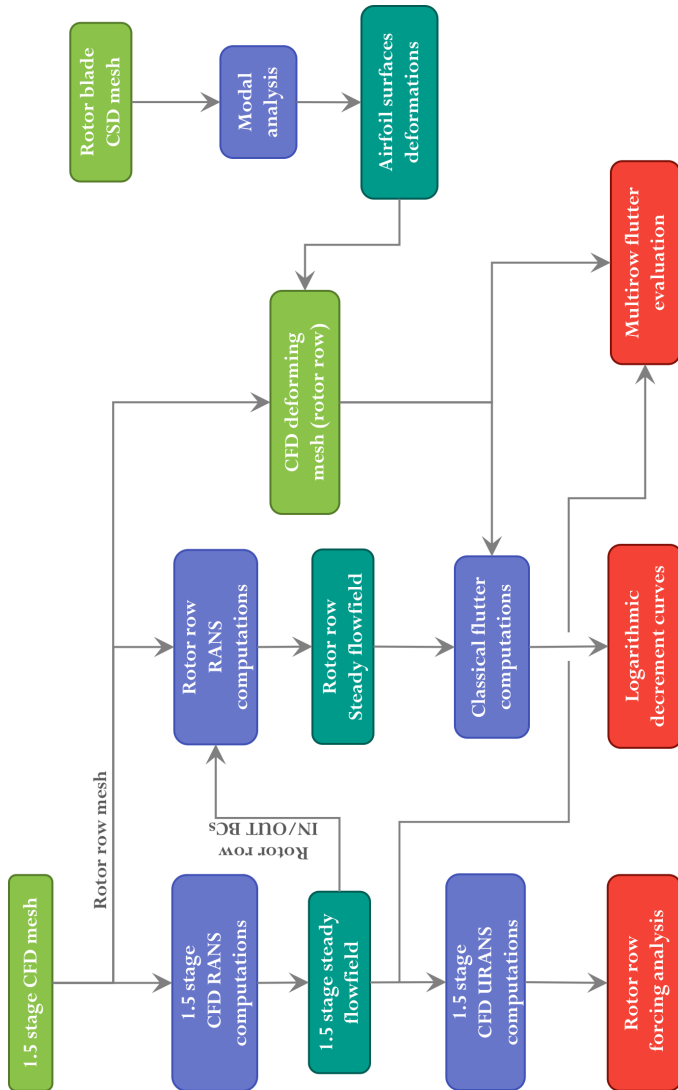 1.5 stage CFD mesh
Rotor row mesh
1.5 stage
CFD RANS
computations
1.5 stage steady
flowfield
Rotor row
IN/OUT BCs
1.5 stage
CFD URANS
computations
Rotor row
forcing analysis
Rotor row
RANS
computations
Rotor row
Steady flowfield
Classical flutter
computations
Logarithmic
decrement curves
CFD deforming
mesh (rotor row)
Rotor blade
CSD mesh
Modal
analysis
Airfoil surfaces
deformations
Multirow flutter
evaluation